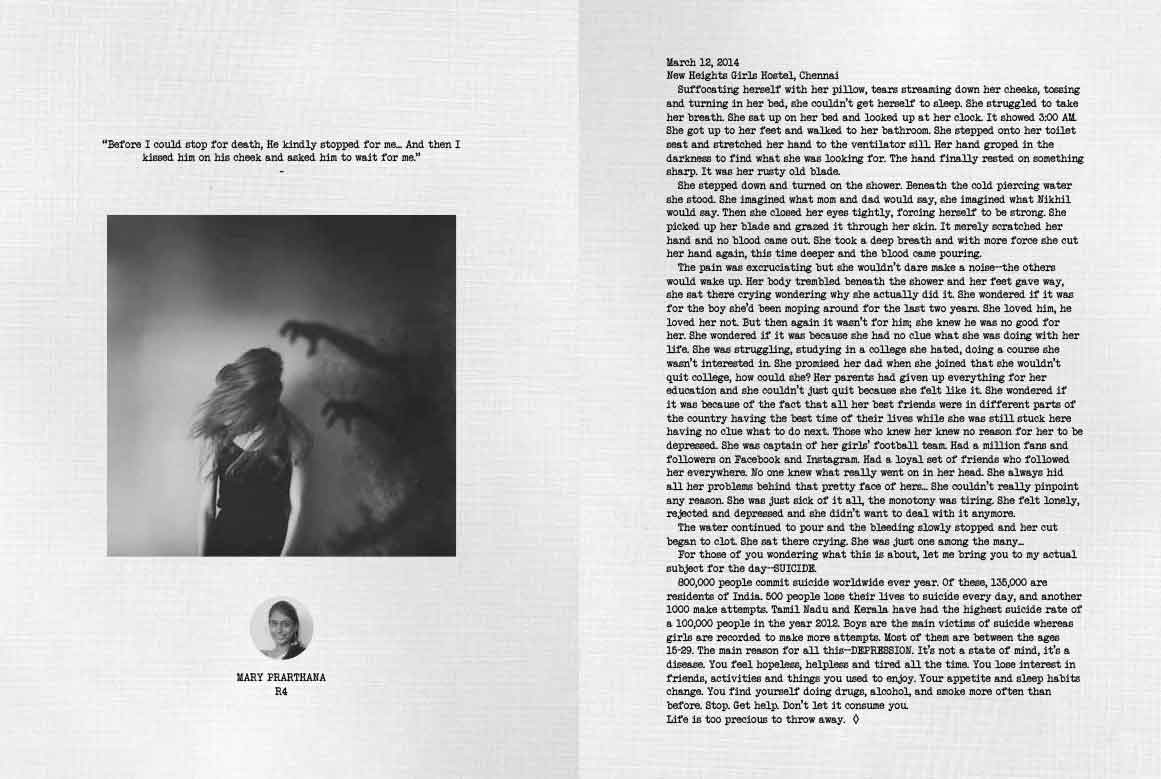 “Before I could stop for death, He kindly stopped for me... And then I
kissed him on his cheek and asked him to wait for me.”
-
MARY PRARTHANA
R4
March 12, 2014
New Heights Girls Hostel, Chennai
Suffocating herself with her pillow, tears streaming down her cheeks, tossing
and turning in her bed, she couldn't get herself to sleep. She struggled to take
her breath. She sat up on her bed and looked up at her clock. It showed 3:00 AM.
She got up to her feet and walked to her bathroom. She stepped onto her toilet
seat and stretched her hand to the ventilator sill. Her hand groped in the
darkness to find what she was looking for. The hand finally rested on something
sharp. It was her rusty old blade.
She stepped down and turned on the shower. Beneath the cold piercing water
she stood. She imagined what mom and dad would say, she imagined what Nikhil
would say. Then she closed her eyes tightly, forcing herself to be strong. She
picked up her blade and grazed it through her skin. It merely scratched her
hand and no blood came out. She took a deep breath and with more force she cut
her hand again, this time deeper and the blood came pouring.
The pain was excruciating but she wouldn't dare make a noise--the others
would wake up. Her body trembled beneath the shower and her feet gave way,
she sat there crying wondering why she actually did it. She wondered if it was
for the boy she'd been moping around for the last two years. She loved him, he
loved her not. But then again it wasn't for him; she knew he was no good for
her. She wondered if it was because she had no clue what she was doing with her
life. She was struggling, studying in a college she hated, doing a course she
wasn't interested in. She promised her dad when she joined that she wouldn't
quit college, how could she? Her parents had given up everything for her
education and she couldn't just quit because she felt like it. She wondered if
it was because of the fact that all her best friends were in different parts of
the country having the best time of their lives while she was still stuck here
having no clue what to do next. Those who knew her knew no reason for her to be
depressed. She was captain of her girls' football team. Had a million fans and
followers on Facebook and Instagram. Had a loyal set of friends who followed
her everywhere. No one knew what really went on in her head. She always hid
all her problems behind that pretty face of hers... She couldn't really pinpoint
any reason. She was just sick of it all, the monotony was tiring. She felt lonely,
rejected and depressed and she didn't want to deal with it anymore.
The water continued to pour and the bleeding slowly stopped and her cut
began to clot. She sat there crying. She was just one among the many...
For those of you wondering what this is about, let me bring you to my actual
subject for the day--SUICIDE.
800,000 people commit suicide worldwide ever year. Of these, 135,000 are
residents of India. 500 people lose their lives to suicide every day, and another
1000 make attempts. Tamil Nadu and Kerala have had the highest suicide rate of
a 100,000 people in the year 2012. Boys are the main victims of suicide whereas
girls are recorded to make more attempts. Most of them are between the ages
15-29. The main reason for all this--DEPRESSION. It's not a state of mind, it's a
disease. You feel hopeless, helpless and tired all the time. You lose interest in
friends, activities and things you used to enjoy. Your appetite and sleep habits
change. You find yourself doing drugs, alcohol, and smoke more often than
before. Stop. Get help. Don't let it consume you.
Life is too precious to throw away. ◊